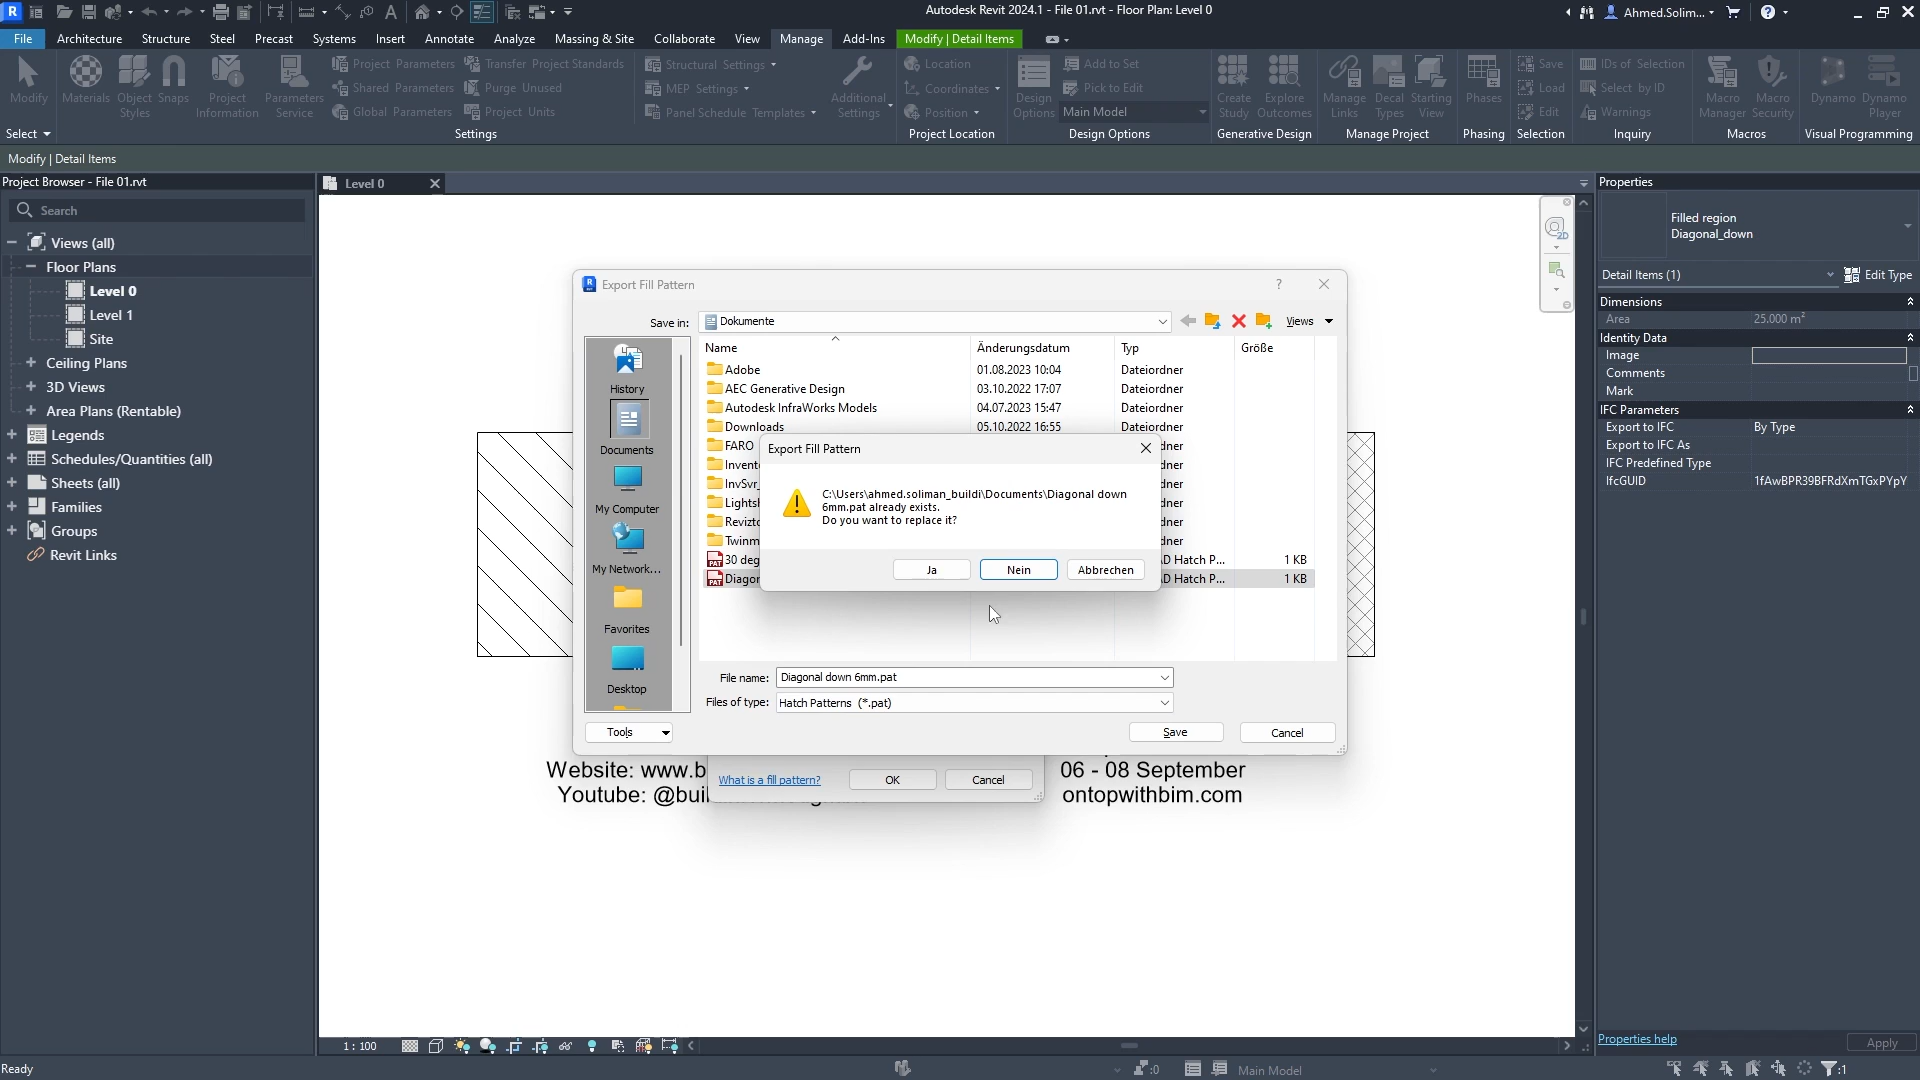 Autodesk Revit 2024.1 - File 01.rvt - Floor Plan: Level 0
Ahmed.Solim...
File Architecture Structure Steel Precast Systems Insert Annotate Analyze Massing & Site Collaborate View Manage Add-Ins Modify | Detail Items
Modify
Materials
Object Styles
Snaps
Project Information
Parameters Service
Project Parameters
Shared Parameters
Global Parameters
Transfer Project Standards
Purge Unused
Project Units
Structural Settings
MEP Settings
Panel Schedule Templates
Additional Settings
Location
Coordinates
Position
Design Options
Add to Set
Pick to Edit
Main Model
Create Study
Explore Outcomes
Manage Links
Decal Types
Starting View
Phases
Save
Load
Edit
IDs of Selection
Select by ID
Warnings
Macro Manager
Macro Security
Dynamo
Dynamo Player
Select
Settings
Project Location
Design Options
Generative Design
Manage Project
Phasing
Selection
Inquiry
Macros
Visual Programming
Modify | Detail Items
Project Browser - File 01.rvt
Search
Views (all)
Floor Plans
Level 0
Level 1
Site
Ceiling Plans
3D Views
Area Plans (Rentable)
Legends
Schedules/Quantities (all)
Sheets (all)
Families
Groups
Revit Links
Level 0
Export Fill Pattern
Save in: Dokumente
Views
Name Änderungsdatum Typ Größe
Adobe 01.08.2023 10:04 Dateiordner
AEC Generative Design 03.10.2022 17:07 Dateiordner
Autodesk InfraWorks Models 04.07.2023 15:47 Dateiordner
Downloads 05.10.2022 16:55 Dateiordner
FARO
1 KB
1 KB
History
Documents
My Computer
My Network...
Favorites
Desktop
Export Fill Pattern
C:\Users\ahmed.soliman_buildi\Documents\Diagonal down
6mm.pat already exists.
Do you want to replace it?
Ja Nein Abbrechen
File name: Diagonal down 6mm.pat
Files of type: Hatch Patterns (*.pat)
Tools Save Cancel
What is a fill pattern? OK Cancel
Website: www.b
Youtube: @bui
06 - 08 September
ontopwithbim.com
2D
Properties
Filled region
Diagonal_down
Detail Items (1) Edit Type
Dimensions
Area 25.000 m²
Identity Data
Image
Comments
Mark
IFC Parameters
Export to IFC By Type
Export to IFC As
IFC Predefined Type
IfcGUID 1fAwBPR39BFRdXmTGxPYpY
Properties help Apply
1 : 100
Ready
:0
Main Model
:1